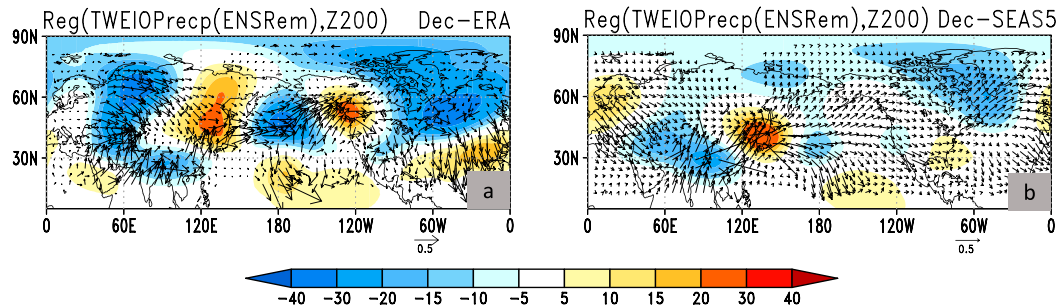 Reg(TWEIOPrecp(ENSRem),Z200) Dec-ERA
Reg(TWEIOPrecp(ENSRem),Z200) Dec-SEAS5
90N
60N
30N
0 60E 120E 180 120W 60W 0
0.5
a
90N
60N
30N
0 60E 120E 180 120W 60W 0
0.5
b
-40 -30 -20 -15 -10 -5 5 10 15 20 30 40